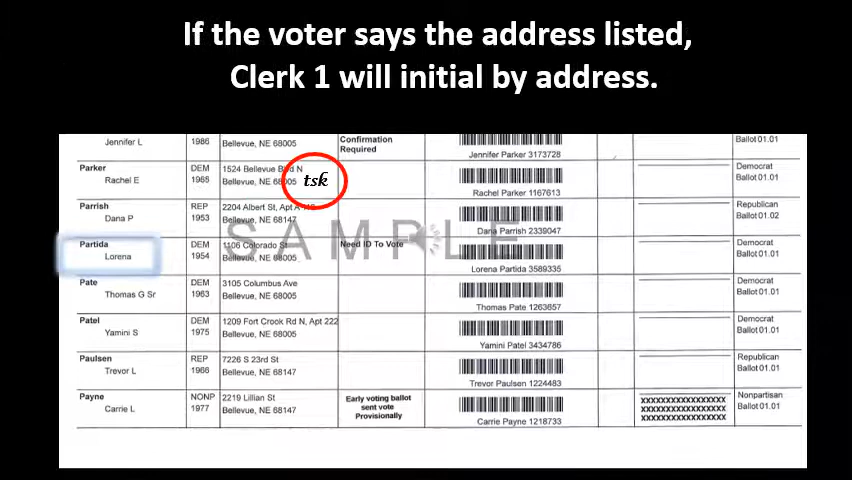 If the voter says the address listed,
Clerk 1 will initial by address.
Jennifer L 1986 Bellevue, NE 68005 Confirmation Required Jennifer Parker 3173728 Ballot 01.01
Parker DEM 1524 Bellevue Blvd N Democrat
Rachel E 1965 Bellevue, NE 68005 tsk Rachel Parker 1167613 Ballot 01.01
Parrish REP 2204 Albert St, Apt Republican
Dana P 1953 Bellevue, NE 68147 Dana Parrish 2339047 Ballot 01.02
SAMPLE
Partida DEM 1106 Colorado St Need ID To Vote Democrat
Lorena 1954 Bellevue, NE 68005 Lorena Partida 3589335 Ballot 01.01
Pate DEM 3105 Columbus Ave Democrat
Thomas G Sr 1963 Bellevue, NE 68005 Thomas Pate 1263657 Ballot 01.01
Patel DEM 1209 Fort Crook Rd N, Apt 222 Democrat
Yamini S 1975 Bellevue, NE 68005 Yamini Patel 3434786 Ballot 01.01
Paulsen REP 7226 S 23rd St Republican
Trevor L 1966 Bellevue, NE 68147 Trevor Paulsen 1224483 Ballot 01.01
Payne NONP 2219 Lillian St Early voting ballot XXXXXXXXXXXXXXXXX Nonpartisan
Carrie L 1977 Bellevue, NE 68147 sent vote XXXXXXXXXXXXXXXXX Ballot 01.01
Provisionally Carrie Payne 1218733 XXXXXXXXXXXXXXXXX